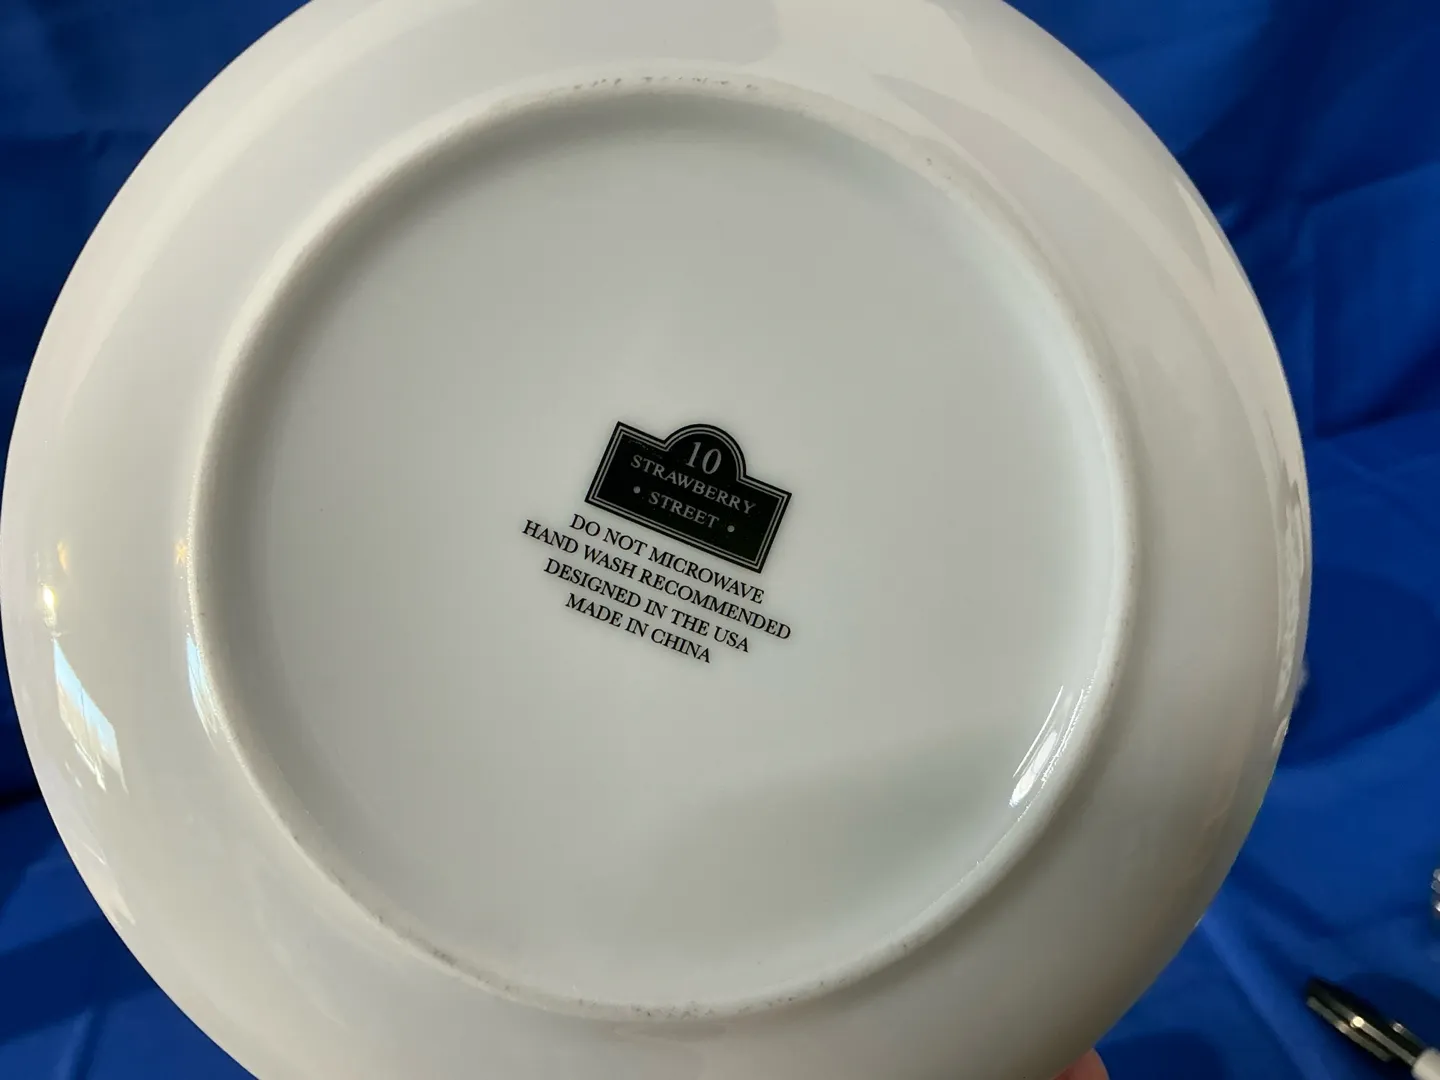 10
STRAWBERRY
• STREET •
DO NOT MICROWAVE
HAND WASH RECOMMENDED
DESIGNED IN THE USA
MADE IN CHINA